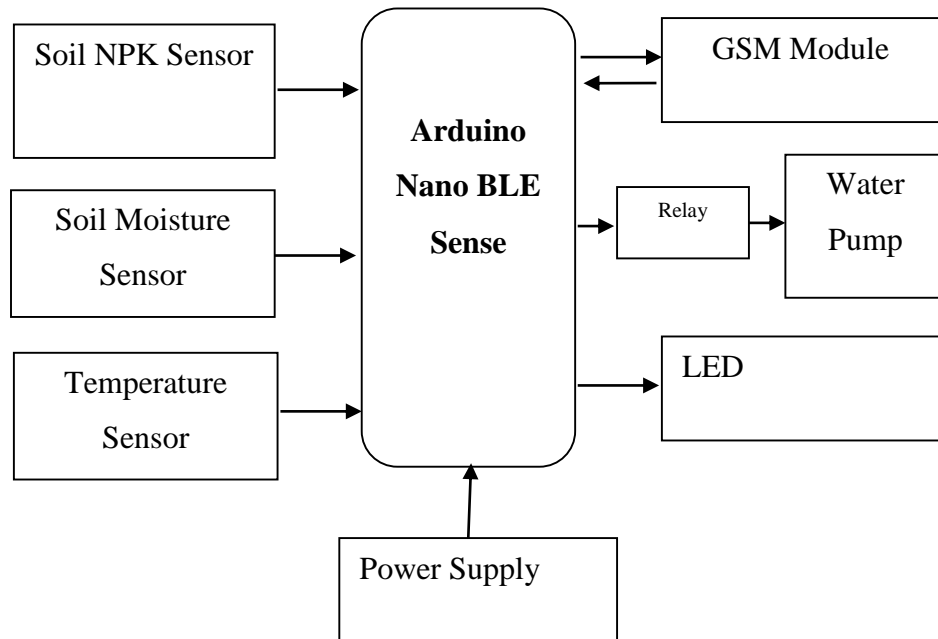 Soil NPK Sensor
Soil Moisture
Sensor
Temperature
Sensor
Arduino
Nano BLE
Sense
GSM Module
Relay
Water
Pump
LED
Power Supply